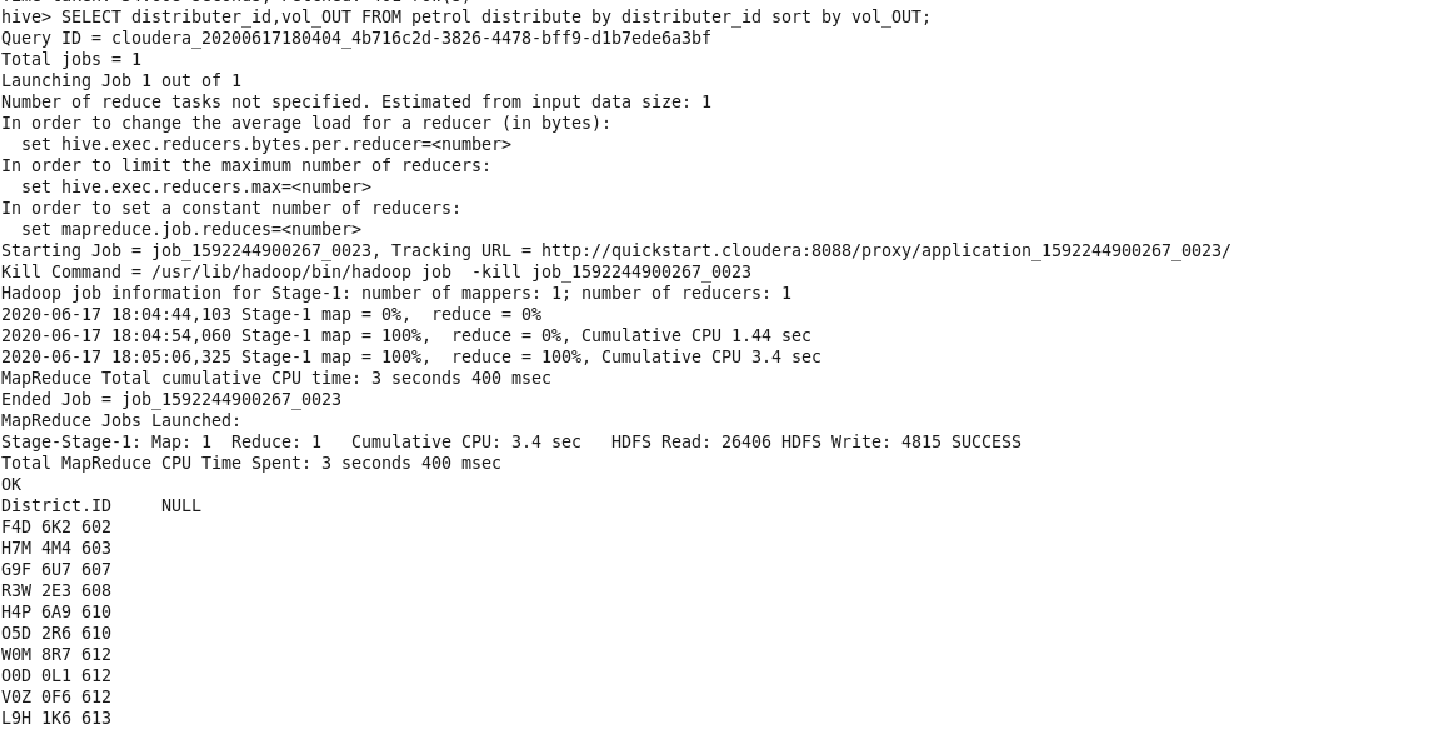 hive> SELECT distributer_id,vol_OUT FROM petrol distribute by distributer_id sort by vol_OUT;
Query ID = cloudera_20200617180404_4b716c2d-3826-4478-bff9-d1b7ede6a3bf
Total jobs = 1
Launching Job 1 out of 1
Number of reduce tasks not specified. Estimated from input data size: 1
In order to change the average load for a reducer (in bytes):
  set hive.exec.reducers.bytes.per.reducer=<number>
In order to limit the maximum number of reducers:
  set hive.exec.reducers.max=<number>
In order to set a constant number of reducers:
  set mapreduce.job.reduces=<number>
Starting Job = job_1592244900267_0023, Tracking URL = http://quickstart.cloudera:8088/proxy/application_1592244900267_0023/
Kill Command = /usr/lib/hadoop/bin/hadoop job  -kill job_1592244900267_0023
Hadoop job information for Stage-1: number of mappers: 1; number of reducers: 1
2020-06-17 18:04:44,103 Stage-1 map = 0%,  reduce = 0%
2020-06-17 18:04:54,060 Stage-1 map = 100%,  reduce = 0%, Cumulative CPU 1.44 sec
2020-06-17 18:05:06,325 Stage-1 map = 100%,  reduce = 100%, Cumulative CPU 3.4 sec
MapReduce Total cumulative CPU time: 3 seconds 400 msec
Ended Job = job_1592244900267_0023
MapReduce Jobs Launched:
Stage-Stage-1: Map: 1  Reduce: 1   Cumulative CPU: 3.4 sec   HDFS Read: 26406 HDFS Write: 4815 SUCCESS
Total MapReduce CPU Time Spent: 3 seconds 400 msec
OK
District.ID     NULL
F4D 6K2 602
H7M 4M4 603
G9F 6U7 607
R3W 2E3 608
H4P 6A9 610
O5D 2R6 610
W0M 8R7 612
O0D 0L1 612
V0Z 0F6 612
L9H 1K6 613